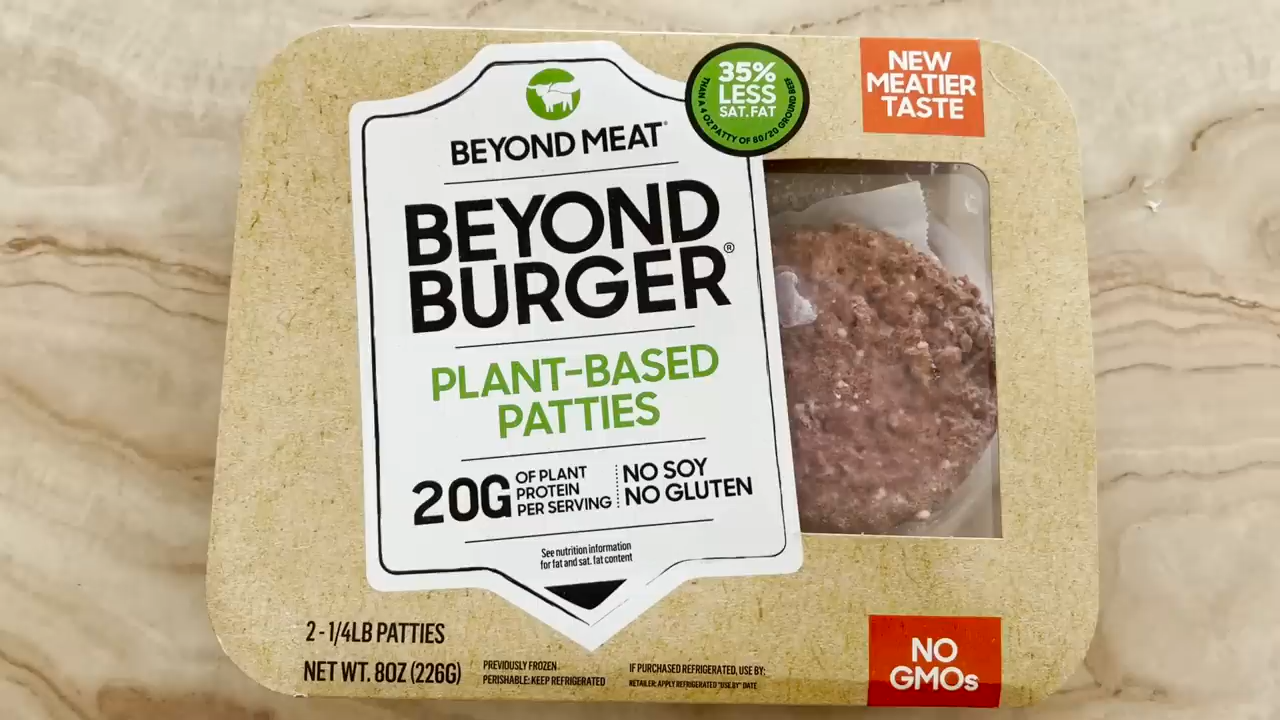 BEYOND MEAT®
BEYOND
BURGER®
PLANT-BASED
PATTIES
20G
OF PLANT
PROTEIN
PER SERVING
NO SOY
NO GLUTEN
See nutrition information
for fat and sat. fat content
35%
LESS
SAT. FAT
THAN A 4 OZ PATTY OF 80/20 GROUND BEEF
NEW
MEATIER
TASTE
2 - 1/4LB PATTIES
NET WT. 8OZ (226G)
PREVIOUSLY FROZEN.
PERISHABLE: KEEP REFRIGERATED
IF PURCHASED REFRIGERATED, USE BY:
RETAILER: APPLY REFRIGERATED "USE BY" DATE
NO
GMOs